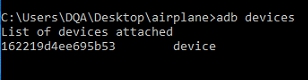 C:\Users\DQA\Desktop\airplane>adb devices
List of devices attached
162219d4ee695b53        device